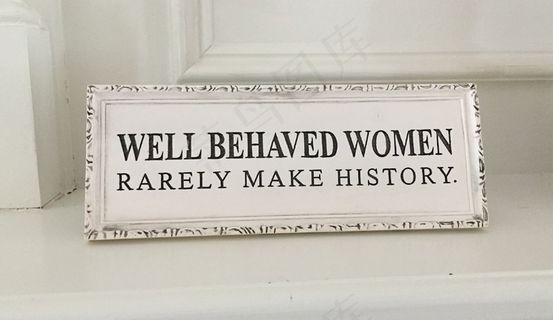 WELL BEHAVED WOMEN
RARELY MAKE HISTORY.